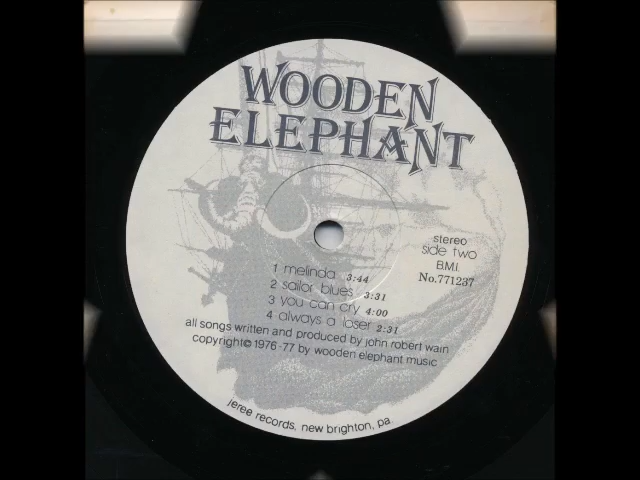 WOODEN
ELEPHANT
stereo
side two
B.M.I.
No.771237
1 melinda 3:44
2 sailor blues 3:31
3 you can cry 4:00
4 always a loser 2:31
all songs written and produced by john robert wain
copyright© 1976-77 by wooden elephant music
jeree records, new brighton, pa.